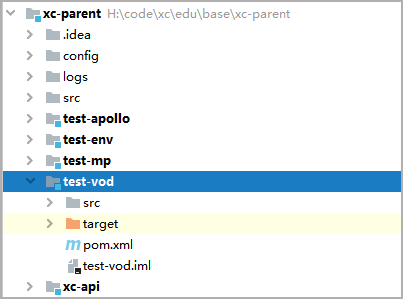 xc-parent H:\code\xc\edu\base\xc-parent
.idea
config
logs
src
test-apollo
test-env
test-mp
test-vod
src
target
pom.xml
test-vod.iml
xc-api